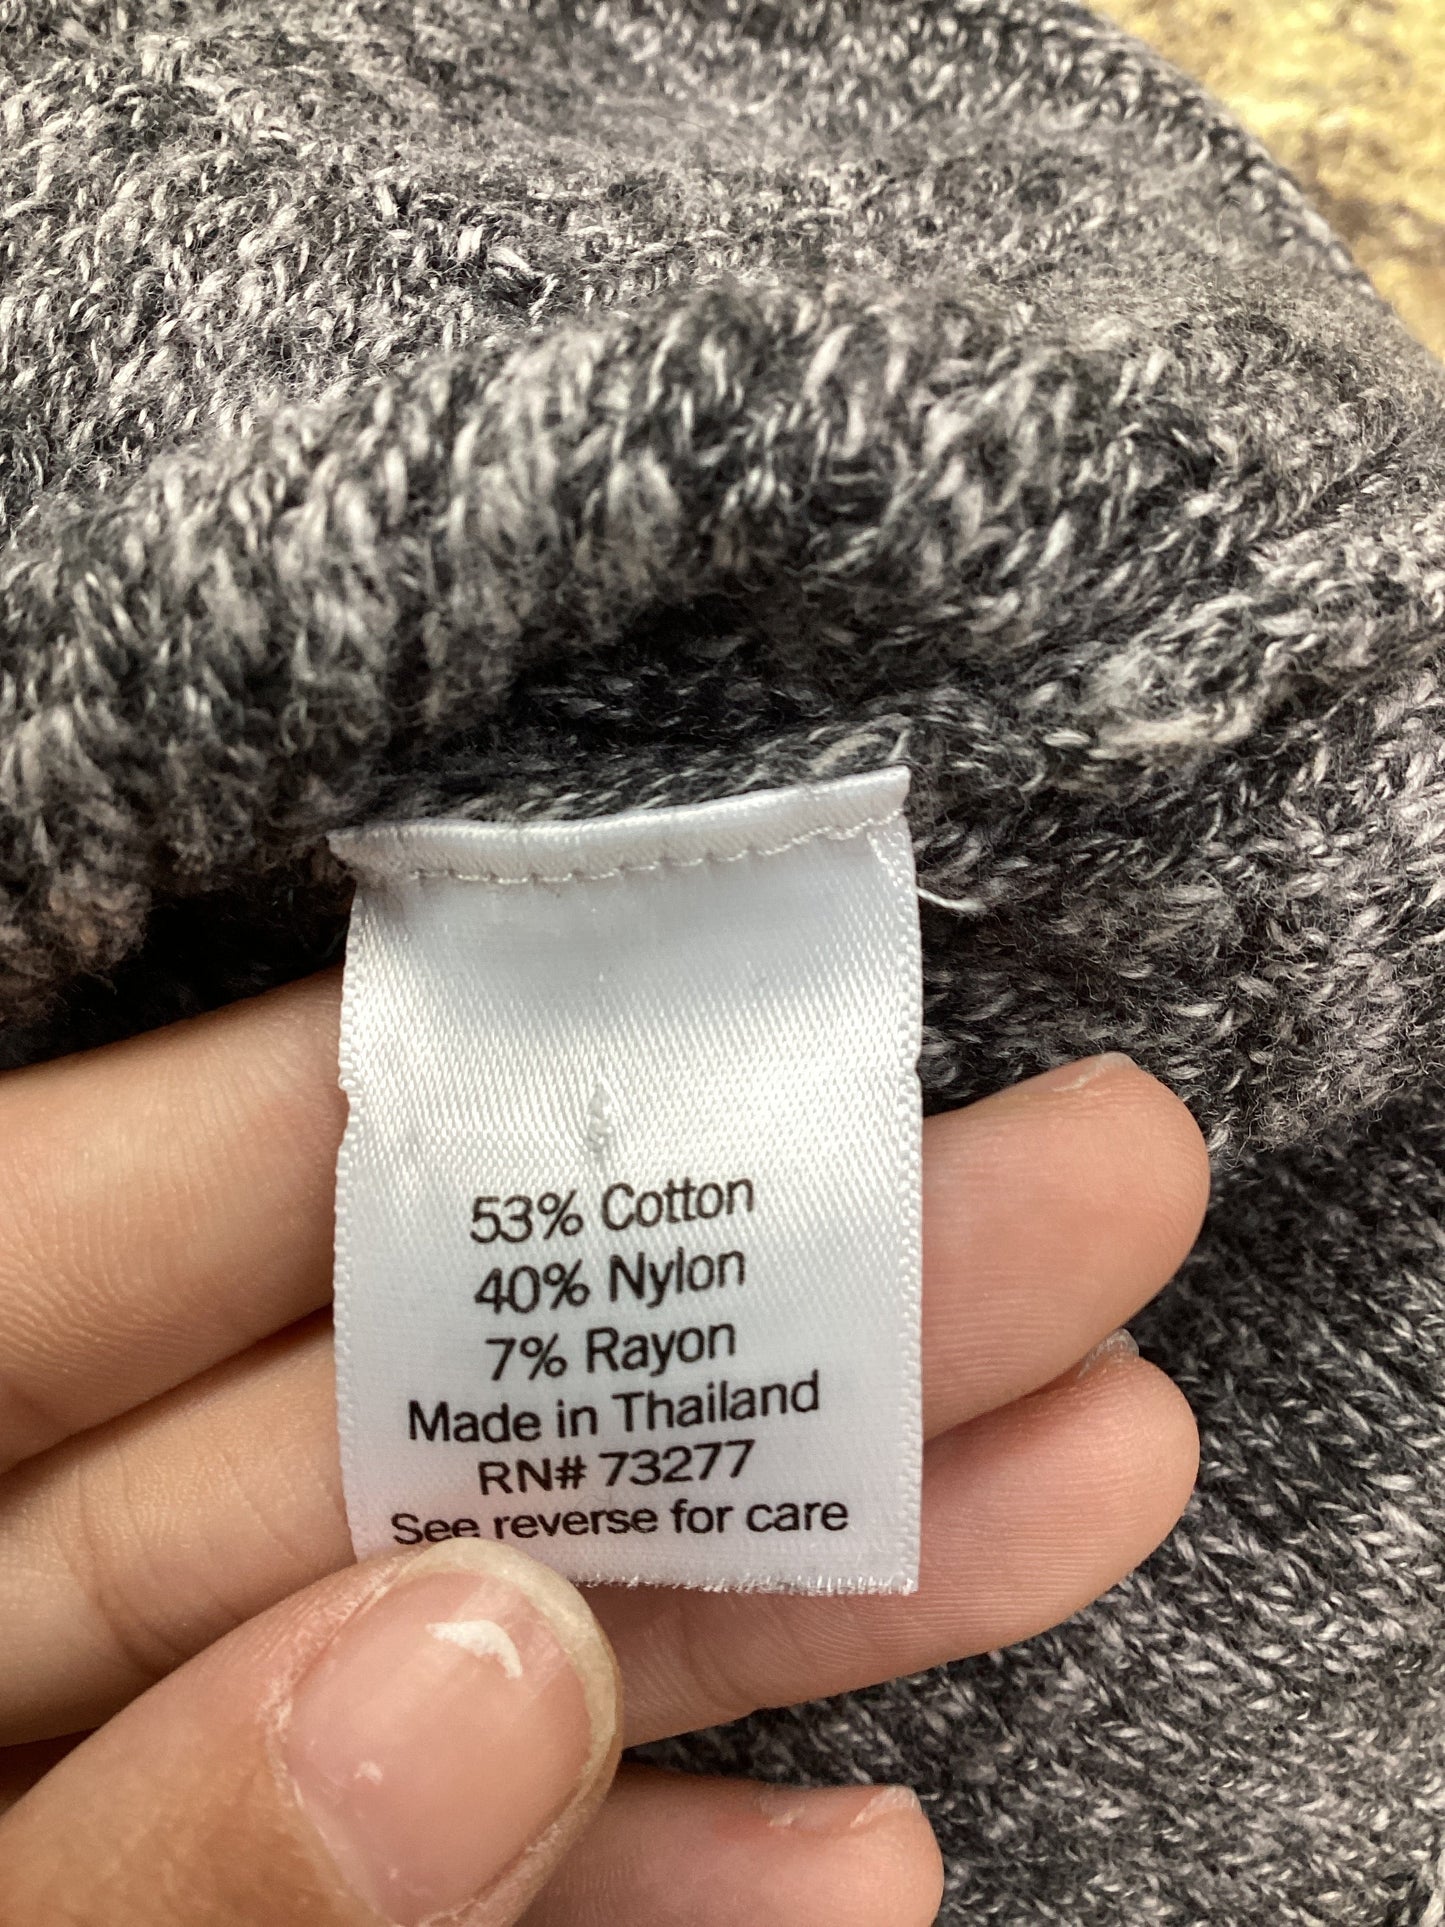 53% Cotton
40% Nylon
7% Rayon
Made in Thailand
RN# 73277
See reverse for care